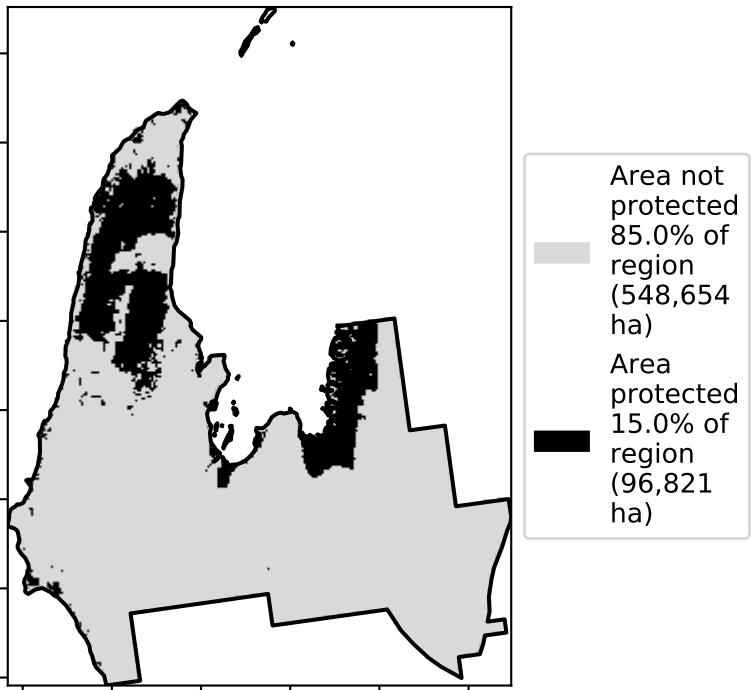 Area not
protected
85.0% of
region
(548,654
ha)
Area
protected
15.0% of
region
(96,821
ha)